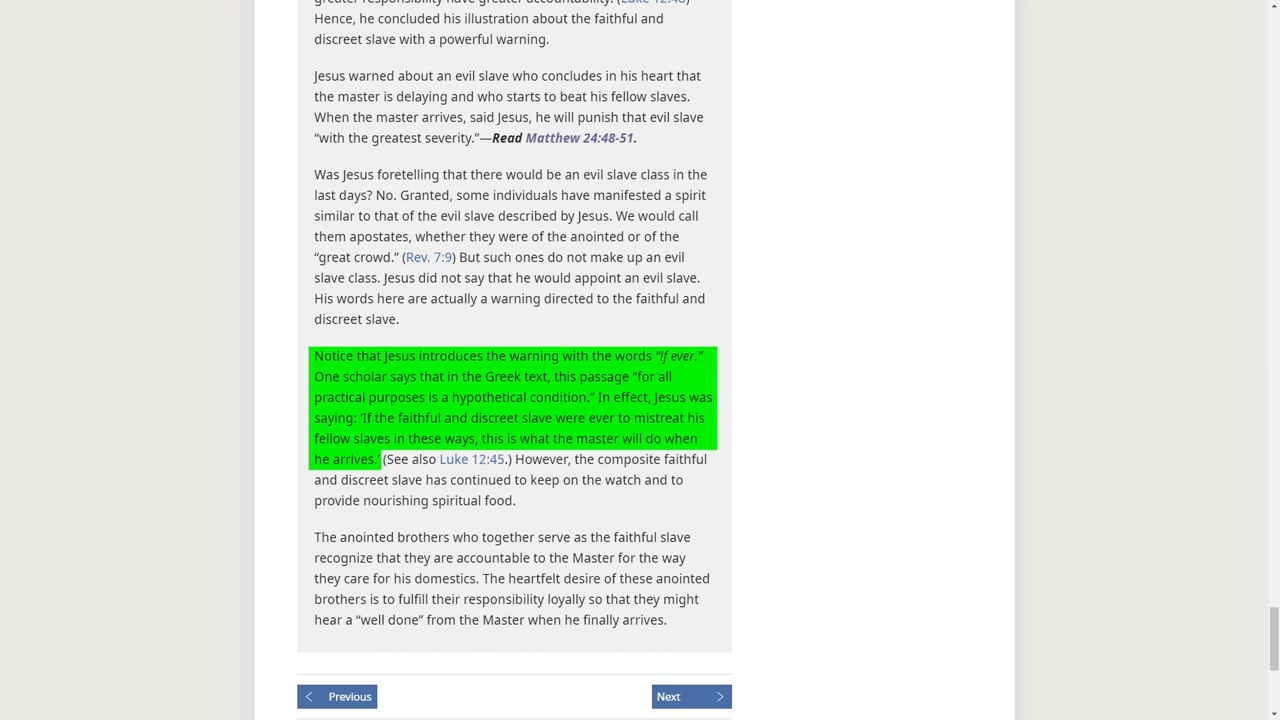 greater responsibility have greater accountability. (Luke 12:48)
Hence, he concluded his illustration about the faithful and
discreet slave with a powerful warning.
Jesus warned about an evil slave who concludes in his heart that
the master is delaying and who starts to beat his fellow slaves.
When the master arrives, said Jesus, he will punish that evil slave
“with the greatest severity.”—Read Matthew 24:48-51.
Was Jesus foretelling that there would be an evil slave class in the
last days? No. Granted, some individuals have manifested a spirit
similar to that of the evil slave described by Jesus. We would call
them apostates, whether they were of the anointed or of the
“great crowd.” (Rev. 7:9) But such ones do not make up an evil
slave class. Jesus did not say that he would appoint an evil slave.
His words here are actually a warning directed to the faithful and
discreet slave.
Notice that Jesus introduces the warning with the words “if ever.”
One scholar says that in the Greek text, this passage “for all
practical purposes is a hypothetical condition.” In effect, Jesus was
saying: ‘If the faithful and discreet slave were ever to mistreat his
fellow slaves in these ways, this is what the master will do when
he arrives.’ (See also Luke 12:45.) However, the composite faithful
and discreet slave has continued to keep on the watch and to
provide nourishing spiritual food.
The anointed brothers who together serve as the faithful slave
recognize that they are accountable to the Master for the way
they care for his domestics. The heartfelt desire of these anointed
brothers is to fulfill their responsibility loyally so that they might
hear a “well done” from the Master when he finally arrives.
Previous
Next